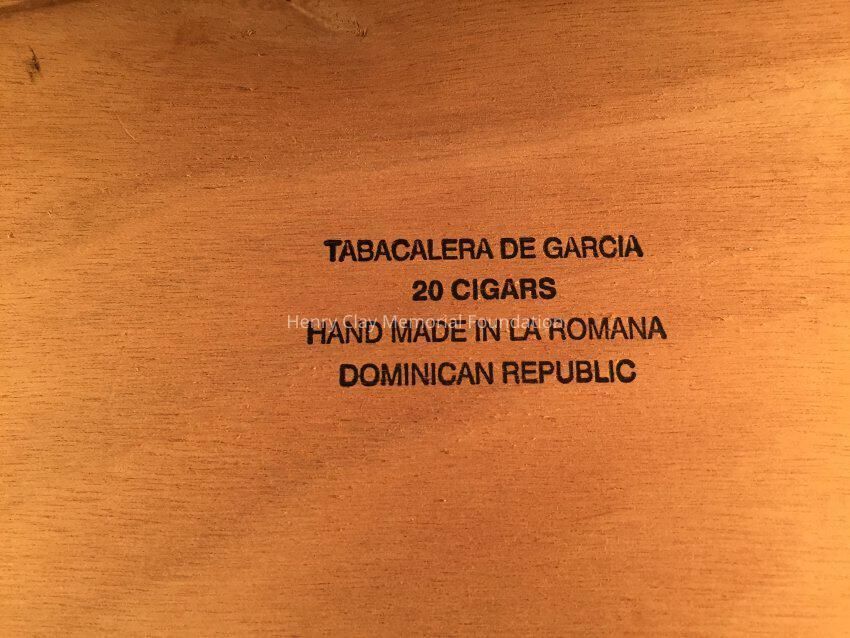 TABACALERA DE GARCIA
20 CIGARS
Henry Clay Memorial Foundation
HAND MADE IN LA ROMANA
DOMINICAN REPUBLIC